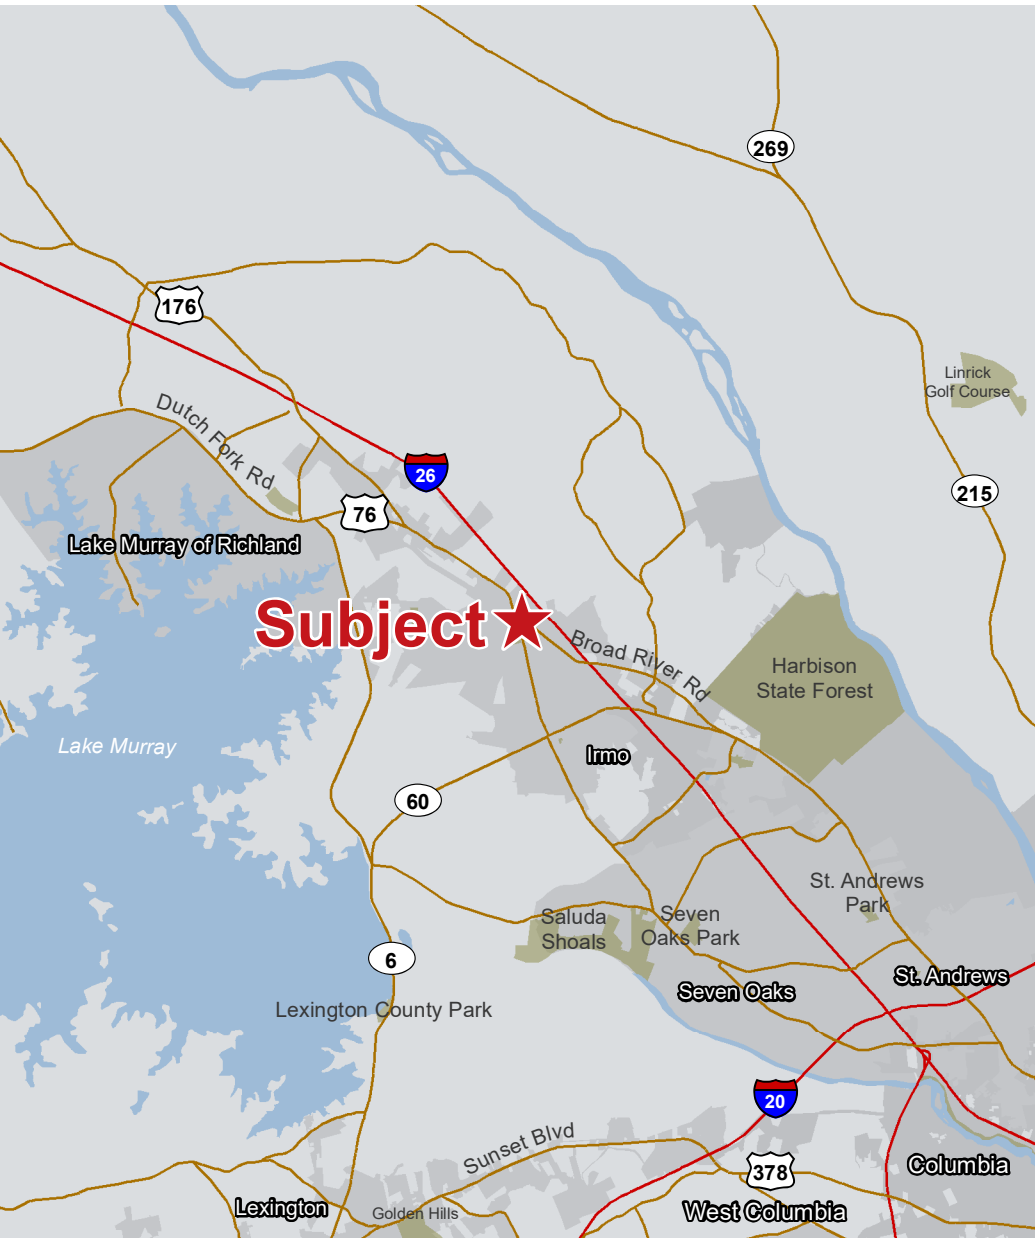 269
176
Linrick
Golf Course
Dutch Fork Rd
26
215
76
Lake Murray of Richland
Subject
Broad River Rd
Harbison
State Forest
Lake Murray
Irmo
60
St. Andrews
Park
Saluda
Shoals
Seven
Oaks Park
6
St. Andrews
Seven Oaks
Lexington County Park
20
Sunset Blvd
378
Columbia
Lexington
Golden Hills
West Columbia